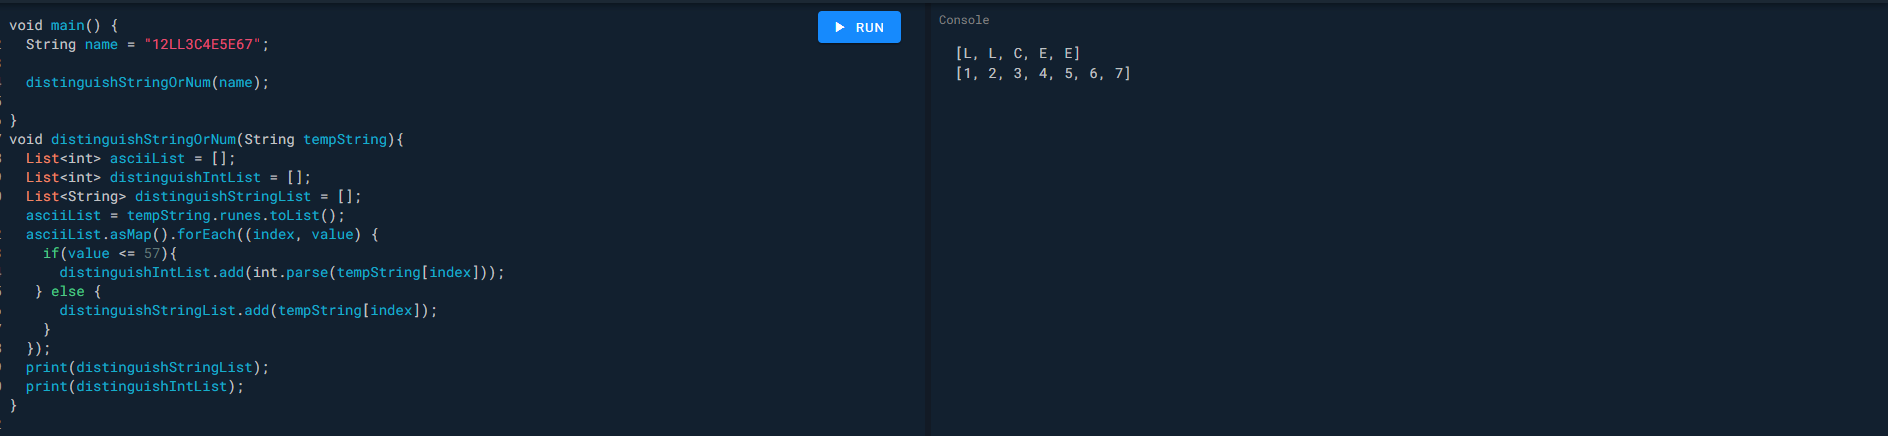 void main() {
  String name = "12LL3C4E5E67";
  distinguishStringOrNum(name);
}
void distinguishStringOrNum(String tempString){
  List<int> asciiList = [];
  List<int> distinguishIntList = [];
  List<String> distinguishStringList = [];
  asciiList = tempString.runes.toList();
  asciiList.asMap().forEach((index, value) {
    if(value <= 57){
      distinguishIntList.add(int.parse(tempString[index]));
   } else {
      distinguishStringList.add(tempString[index]);
    }
  });
  print(distinguishStringList);
  print(distinguishIntList);
}
RUN
Console
[L, L, C, E, E]
[1, 2, 3, 4, 5, 6, 7]